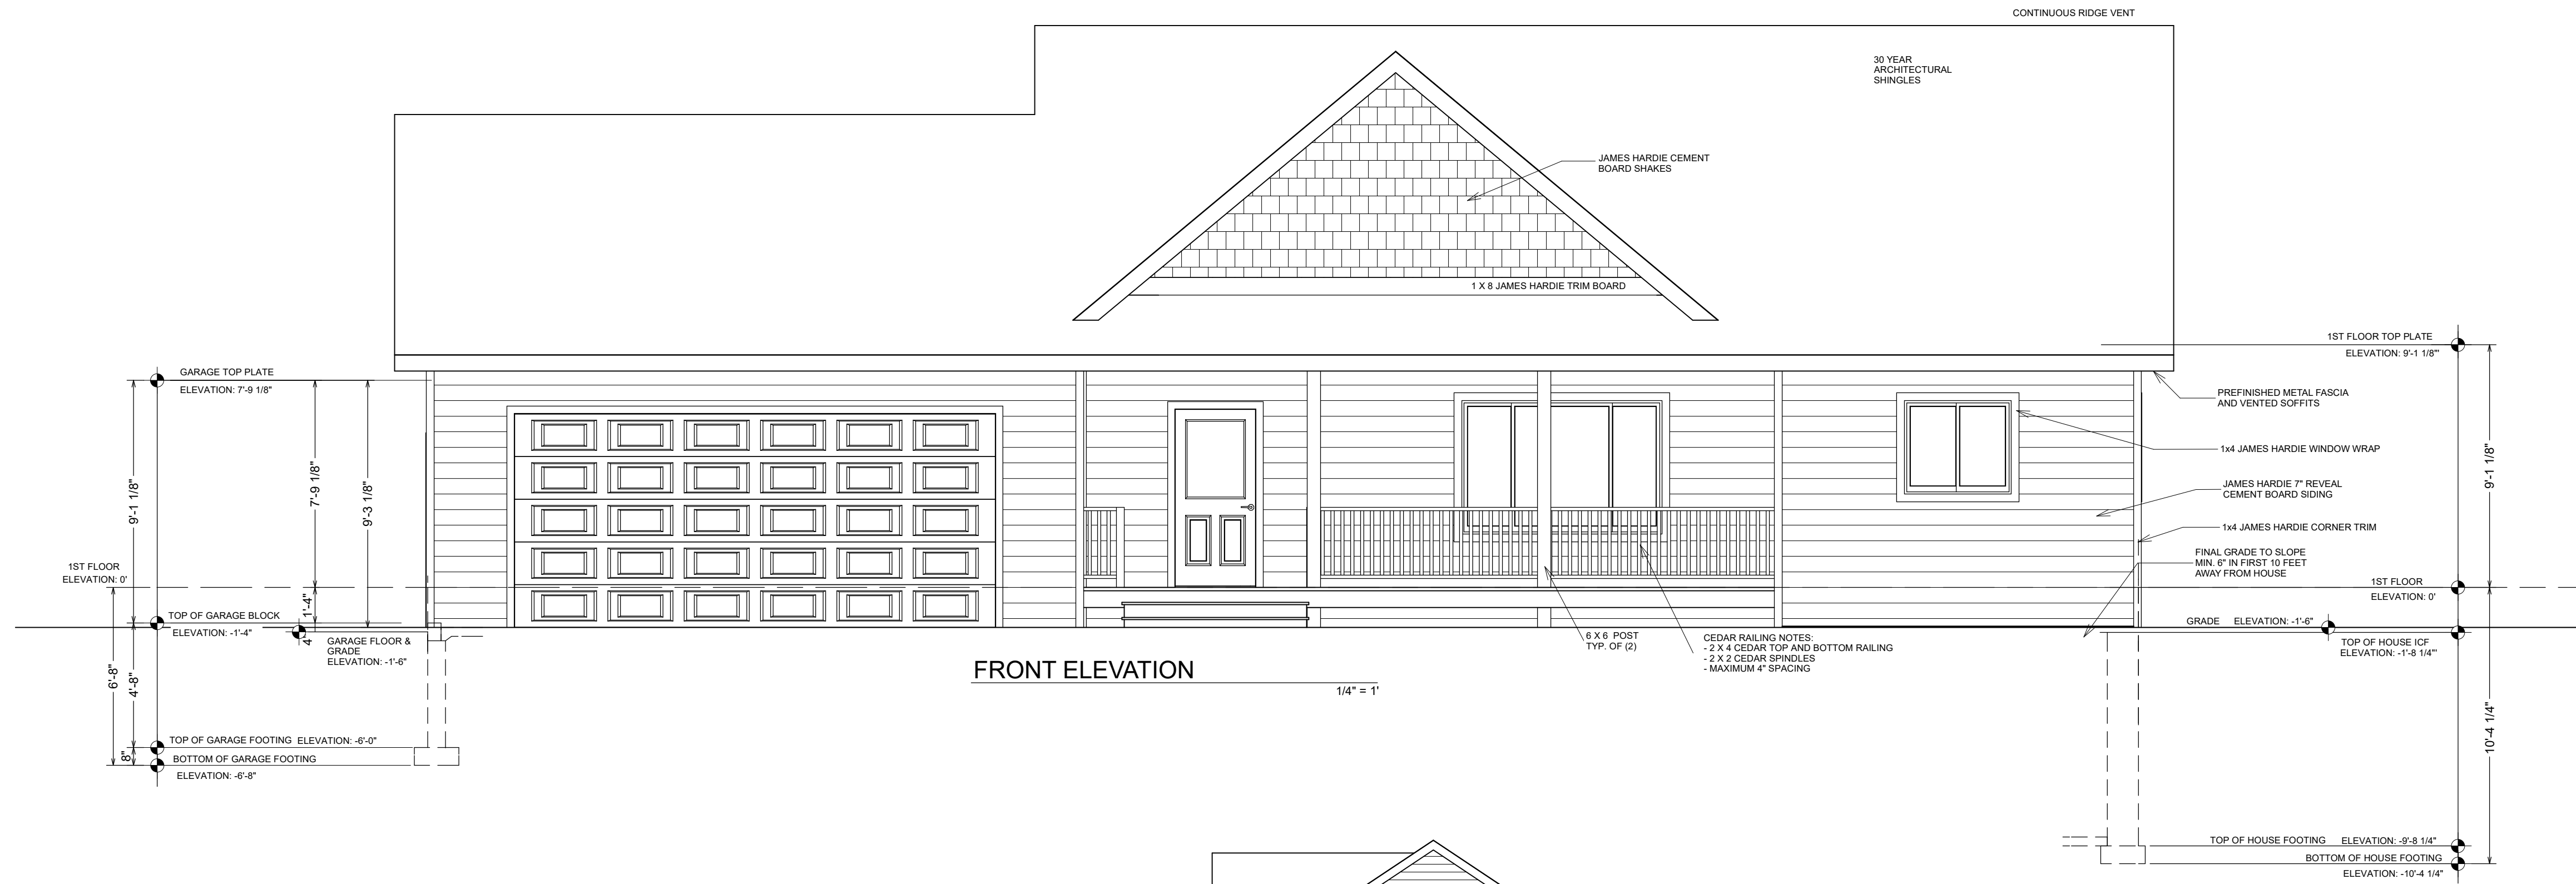 CONTINUOUS RIDGE VENT
30 YEAR
ARCHITECTURAL
SHINGLES
JAMES HARDIE CEMENT
BOARD SHAKES
1 X 8 JAMES HARDIE TRIM BOARD
GARAGE TOP PLATE
ELEVATION: 7'-9 1/8"
9'-1 1/8"
7'-9 1/8"
9'-3 1/8"
1ST FLOOR
ELEVATION: 0'
1'-4"
TOP OF GARAGE BLOCK
ELEVATION: -1'-4"
4
GARAGE FLOOR &
GRADE
ELEVATION: -1'-6"
6'-8"
4'-8"
TOP OF GARAGE FOOTING ELEVATION: -6'-0"
8"
BOTTOM OF GARAGE FOOTING
ELEVATION: -6'-8"
1ST FLOOR TOP PLATE
ELEVATION: 9'-1 1/8"'
PREFINISHED METAL FASCIA
AND VENTED SOFFITS
1x4 JAMES HARDIE WINDOW WRAP
9'-1 1/8"
JAMES HARDIE 7" REVEAL
CEMENT BOARD SIDING
1x4 JAMES HARDIE CORNER TRIM
FINAL GRADE TO SLOPE
MIN. 6" IN FIRST 10 FEET
AWAY FROM HOUSE
1ST FLOOR
ELEVATION: 0'
GRADE ELEVATION: -1'-6"
TOP OF HOUSE ICF
ELEVATION: -1'-8 1/4"'
6 X 6 POST
TYP. OF (2)
CEDAR RAILING NOTES:
- 2 X 4 CEDAR TOP AND BOTTOM RAILING
- 2 X 2 CEDAR SPINDLES
- MAXIMUM 4" SPACING
FRONT ELEVATION
1/4" = 1'
10'-4 1/4"
TOP OF HOUSE FOOTING ELEVATION: -9'-8 1/4"
BOTTOM OF HOUSE FOOTING
ELEVATION: -10'-4 1/4"